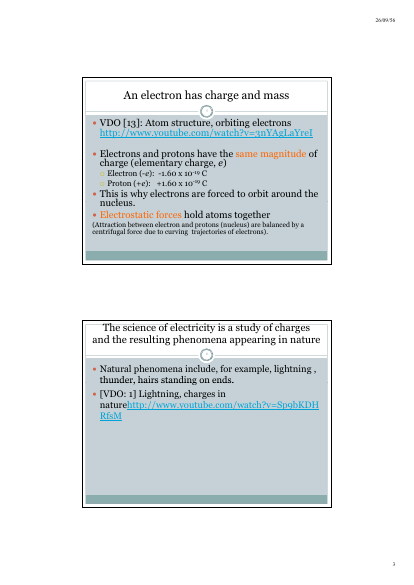 26/09/56
An electron has charge and mass
• VDO [13]: Atom structure, orbiting electrons
http://www.youtube.com/watch?v=3nYAgLaYreI
• Electrons and protons have the same magnitude of
charge (elementary charge, e)
○ Electron (-e): -1.60 x 10⁻¹⁹ C
○ Proton (+e): +1.60 x 10⁻¹⁹ C
• This is why electrons are forced to orbit around the
nucleus.
• Electrostatic forces hold atoms together
(Attraction between electron and protons (nucleus) are balanced by a
centrifugal force due to curving trajectories of electrons).
The science of electricity is a study of charges
and the resulting phenomena appearing in nature
• Natural phenomena include, for example, lightning ,
thunder, hairs standing on ends.
• [VDO: 1] Lightning, charges in
naturehttp://www.youtube.com/watch?v=Sp9bKDH
RfsM
3